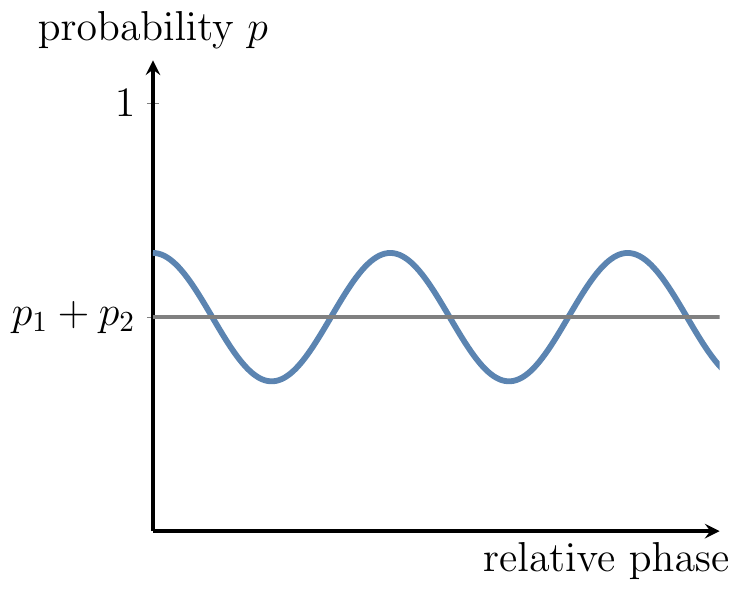 probability p
1
p₁ + p₂
relative phase